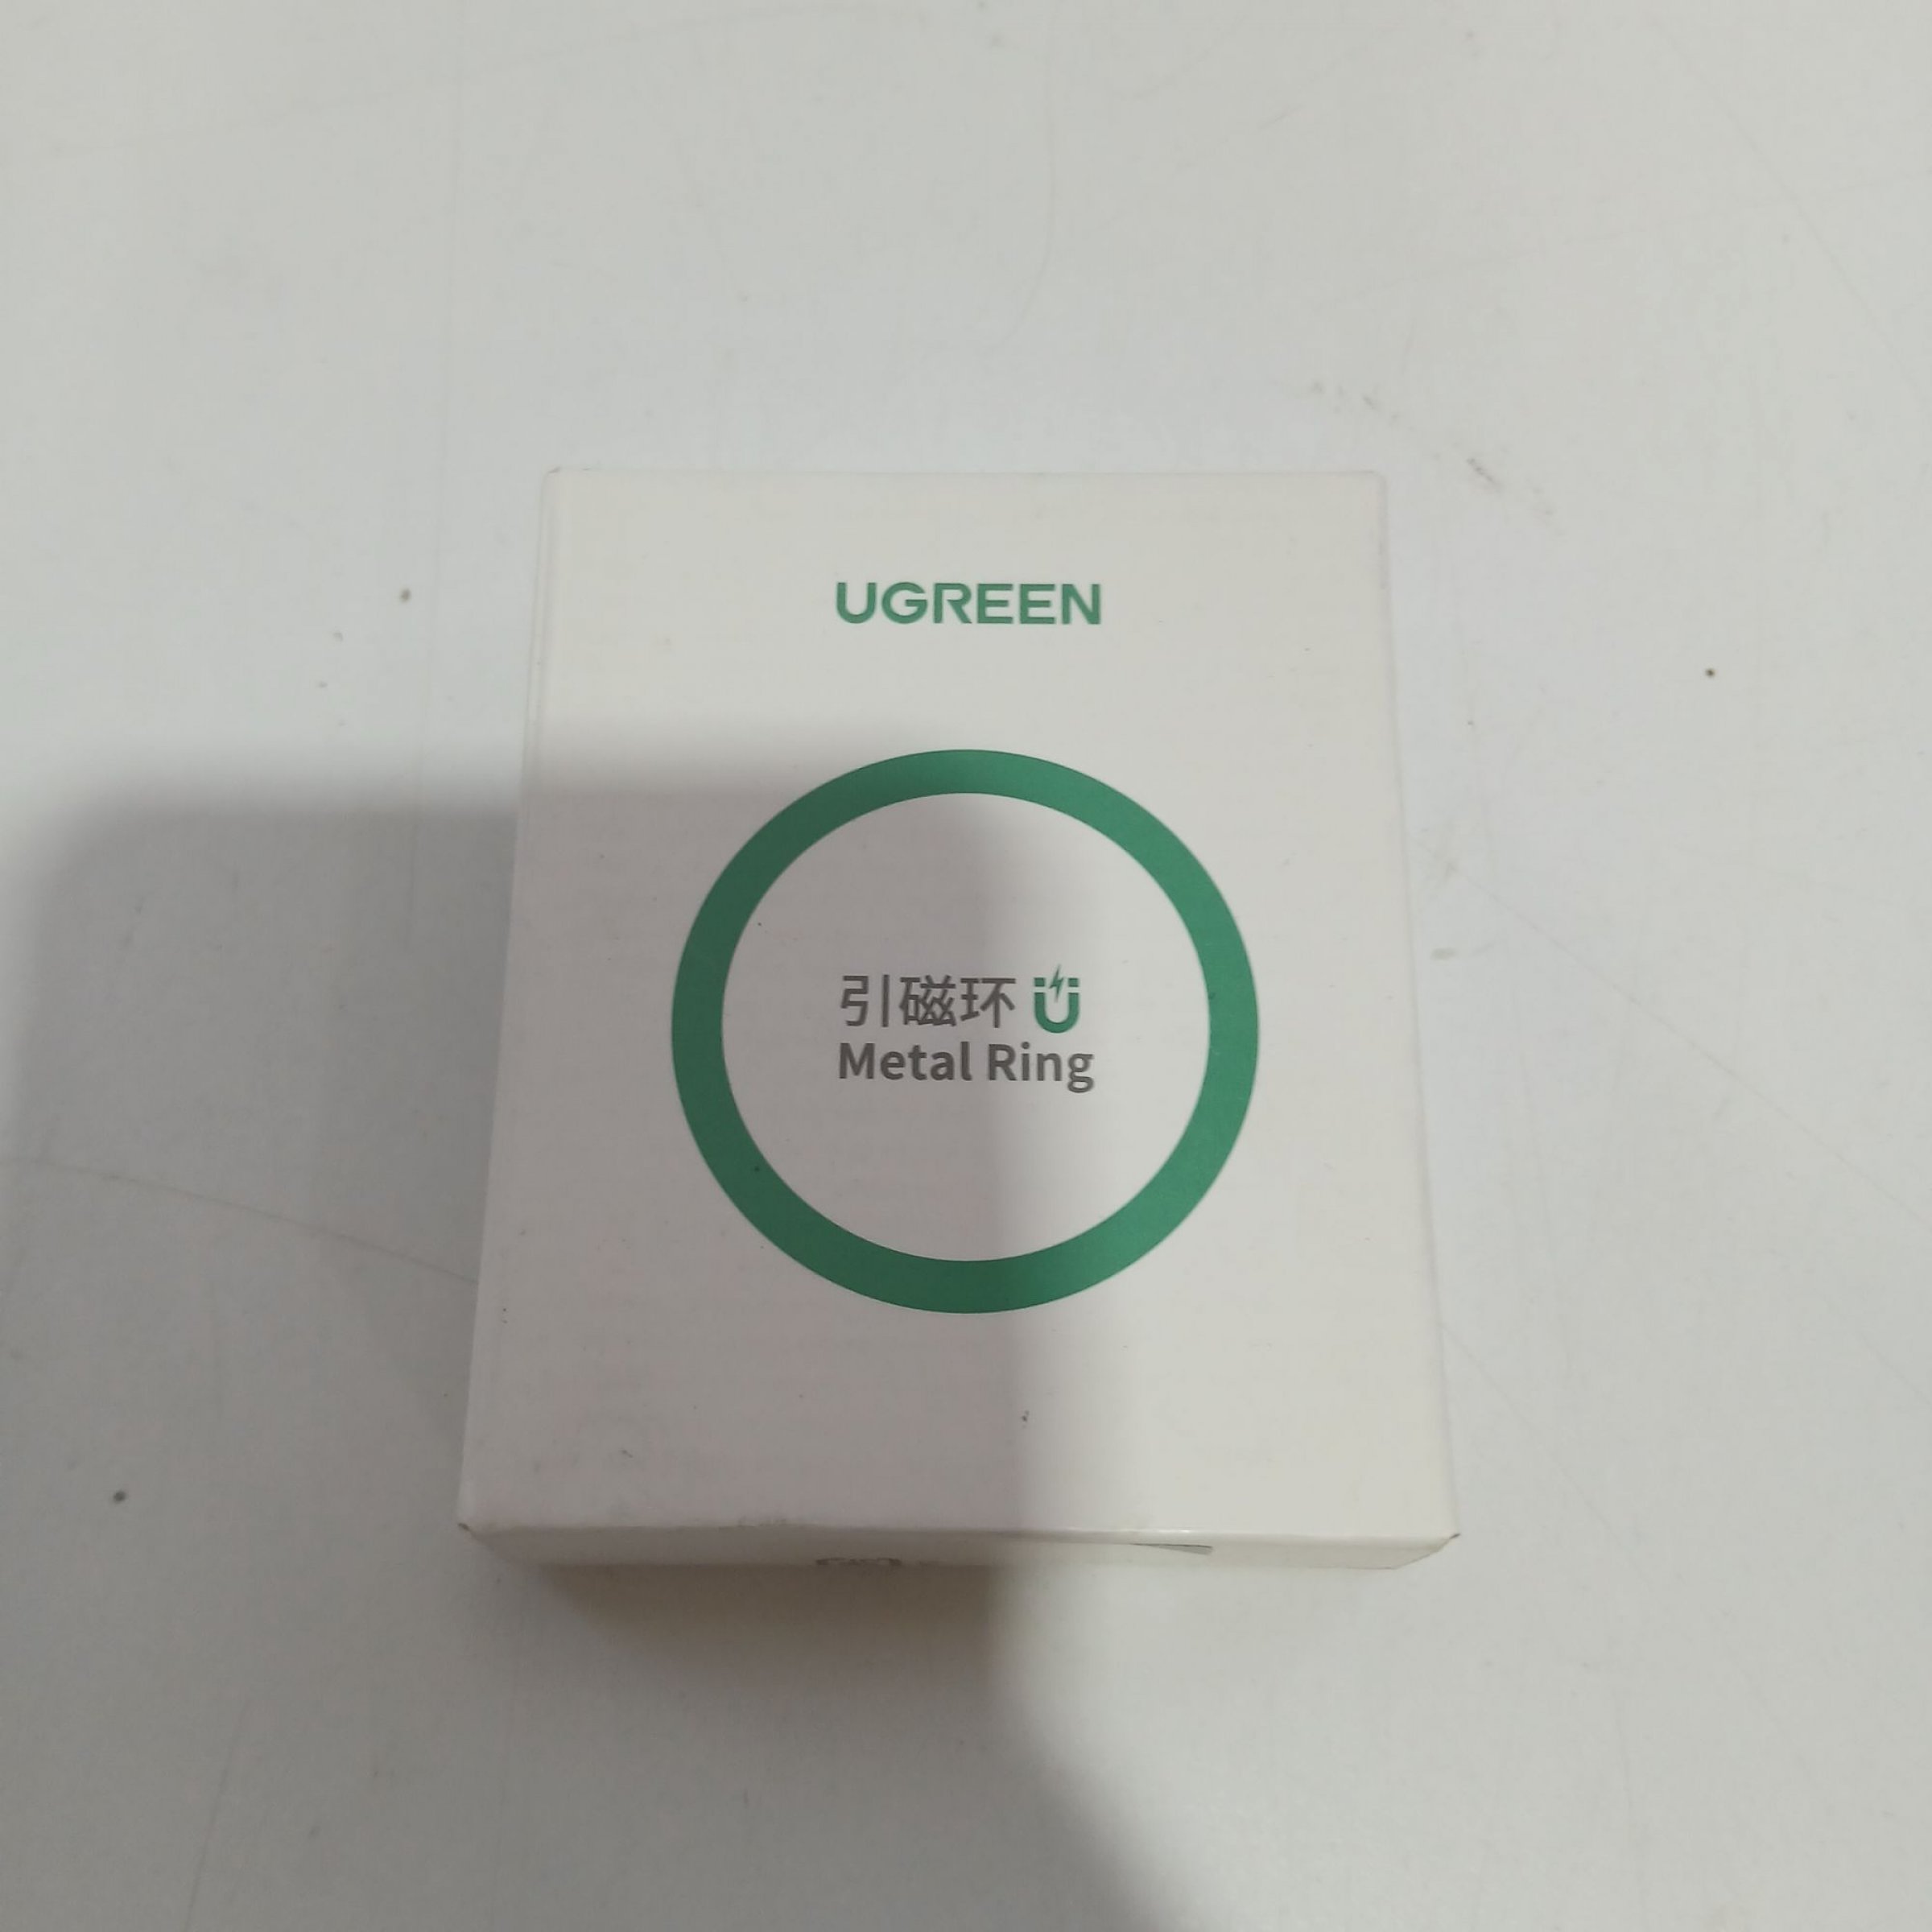 UGREEN
引磁环
Metal Ring